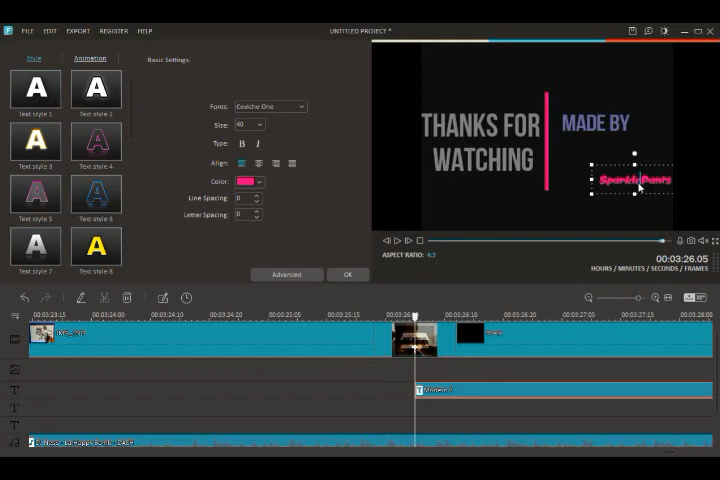 FILE EDIT EXPORT REGISTER HELP UNTITLED PROJECT *
Style Animation
Basic Settings:
Text style 1 Text style 2
Text style 3 Text style 4
Text style 5 Text style 6
Text style 7 Text style 8
Fonts: Ceviche One
Size: 40
Type: B I
Align:
Color:
Line Spacing: 0
Letter Spacing: 0
Advanced OK
THANKS FOR
WATCHING
MADE BY
ASPECT RATIO: 4:3
00:03:26.05
HOURS / MINUTES / SECONDS / FRAMES
00:03:23:15 00:03:24:00 00:03:24:10 00:03:24:20 00:03:25:05 00:03:25:15 00:03:26:10 00:03:26:20 00:03:27:05 00:03:27:15 00:03:28:00
Modern 2